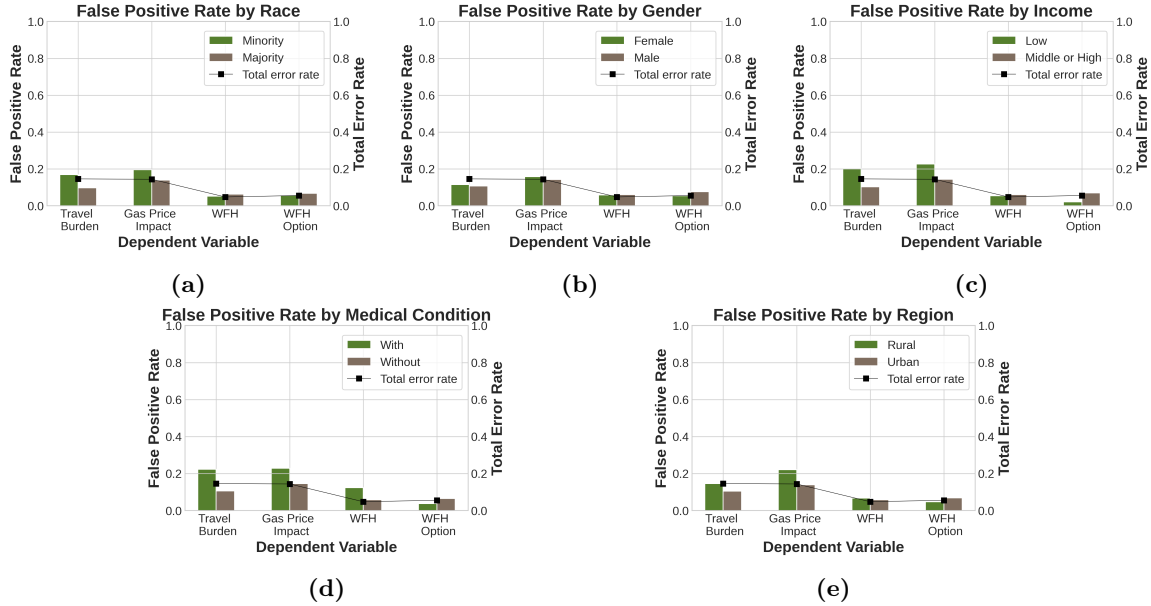 False Positive Rate by Race
False Positive Rate
1.0
0.8
0.6
0.4
0.2
0.0
Minority
Majority
Total error rate
1.0
0.8
0.6
0.4
0.2
0.0
Total Error Rate
Travel Burden
Gas Price Impact
WFH
WFH Option
Dependent Variable
(a)
False Positive Rate by Gender
False Positive Rate
1.0
0.8
0.6
0.4
0.2
0.0
Female
Male
Total error rate
1.0
0.8
0.6
0.4
0.2
0.0
Total Error Rate
Travel Burden
Gas Price Impact
WFH
WFH Option
Dependent Variable
(b)
False Positive Rate by Income
False Positive Rate
1.0
0.8
0.6
0.4
0.2
0.0
Low
Middle or High
Total error rate
1.0
0.8
0.6
0.4
0.2
0.0
Total Error Rate
Travel Burden
Gas Price Impact
WFH
WFH Option
Dependent Variable
(c)
False Positive Rate by Medical Condition
False Positive Rate
1.0
0.8
0.6
0.4
0.2
0.0
With
Without
Total error rate
1.0
0.8
0.6
0.4
0.2
0.0
Total Error Rate
Travel Burden
Gas Price Impact
WFH
WFH Option
Dependent Variable
(d)
False Positive Rate by Region
False Positive Rate
1.0
0.8
0.6
0.4
0.2
0.0
Rural
Urban
Total error rate
1.0
0.8
0.6
0.4
0.2
0.0
Total Error Rate
Travel Burden
Gas Price Impact
WFH
WFH Option
Dependent Variable
(e)